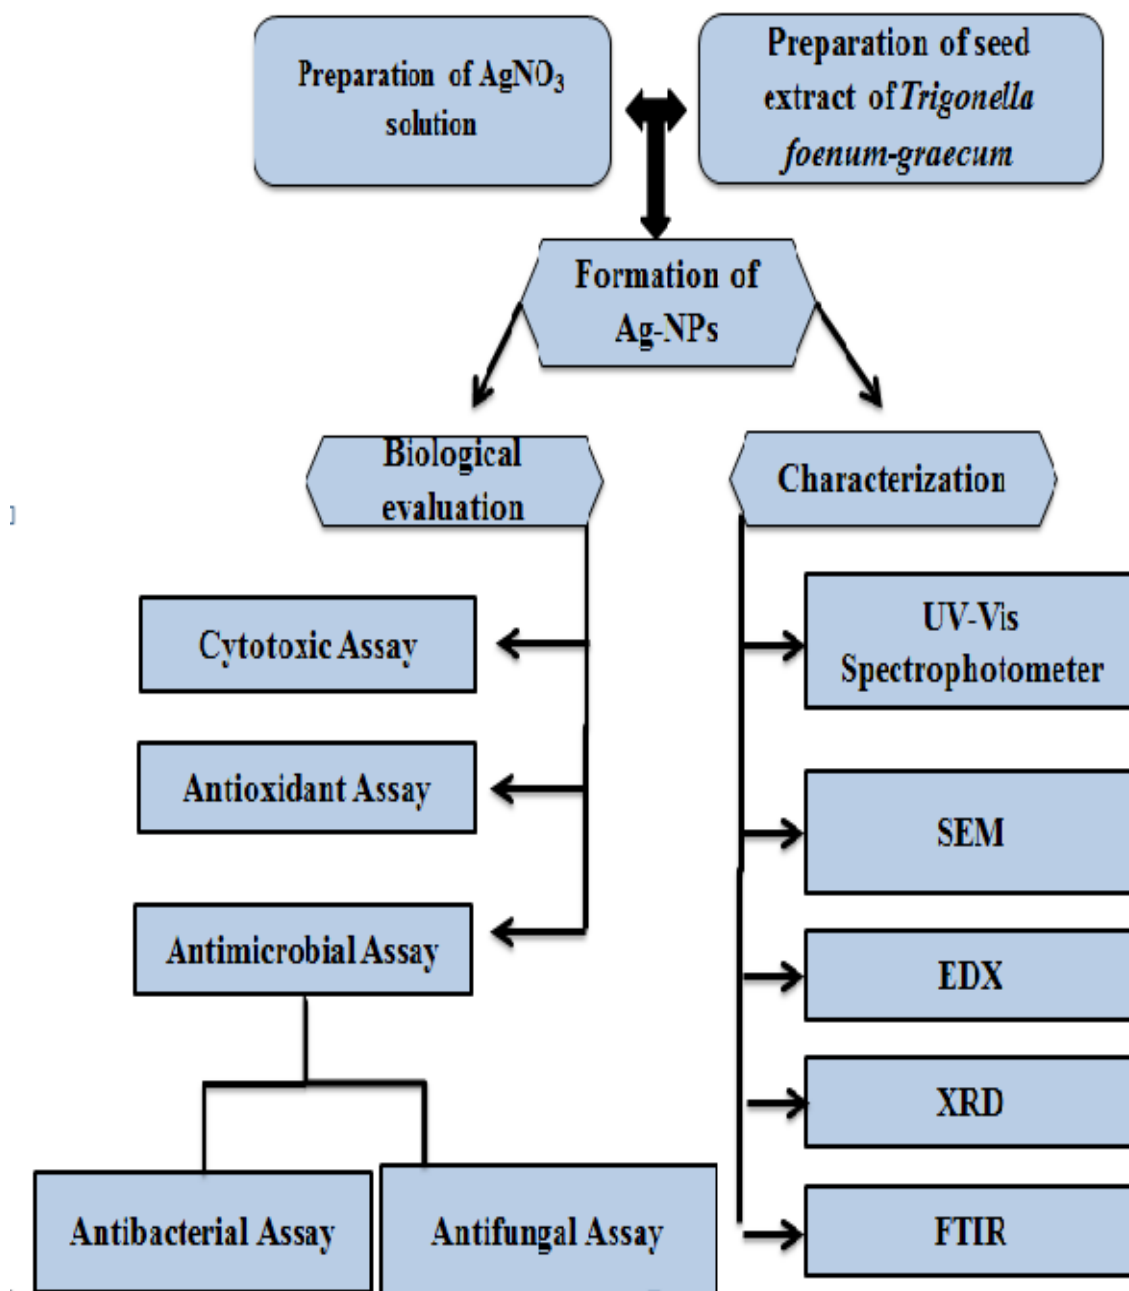 Preparation of AgNO₃
solution
Preparation of seed
extract of Trigonella
foenum-graecum
Formation of
Ag-NPs
Biological
evaluation
Characterization
Cytotoxic Assay
Antioxidant Assay
Antimicrobial Assay
Antibacterial Assay
Antifungal Assay
UV-Vis
Spectrophotometer
SEM
EDX
XRD
FTIR